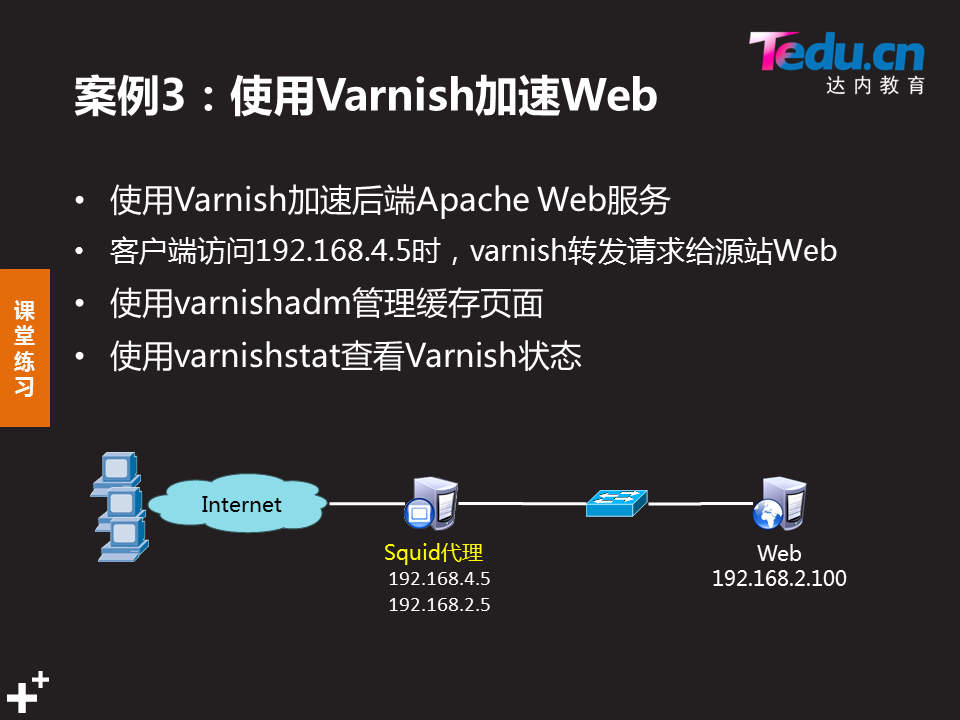 Tedu.cn
达内教育
案例3：使用Varnish加速Web
• 使用Varnish加速后端Apache Web服务
• 客户端访问192.168.4.5时，varnish转发请求给源站Web
• 使用varnishadm管理缓存页面
• 使用varnishstat查看Varnish状态
课
堂
练
习
Internet
Squid代理
192.168.4.5
192.168.2.5
Web
192.168.2.100